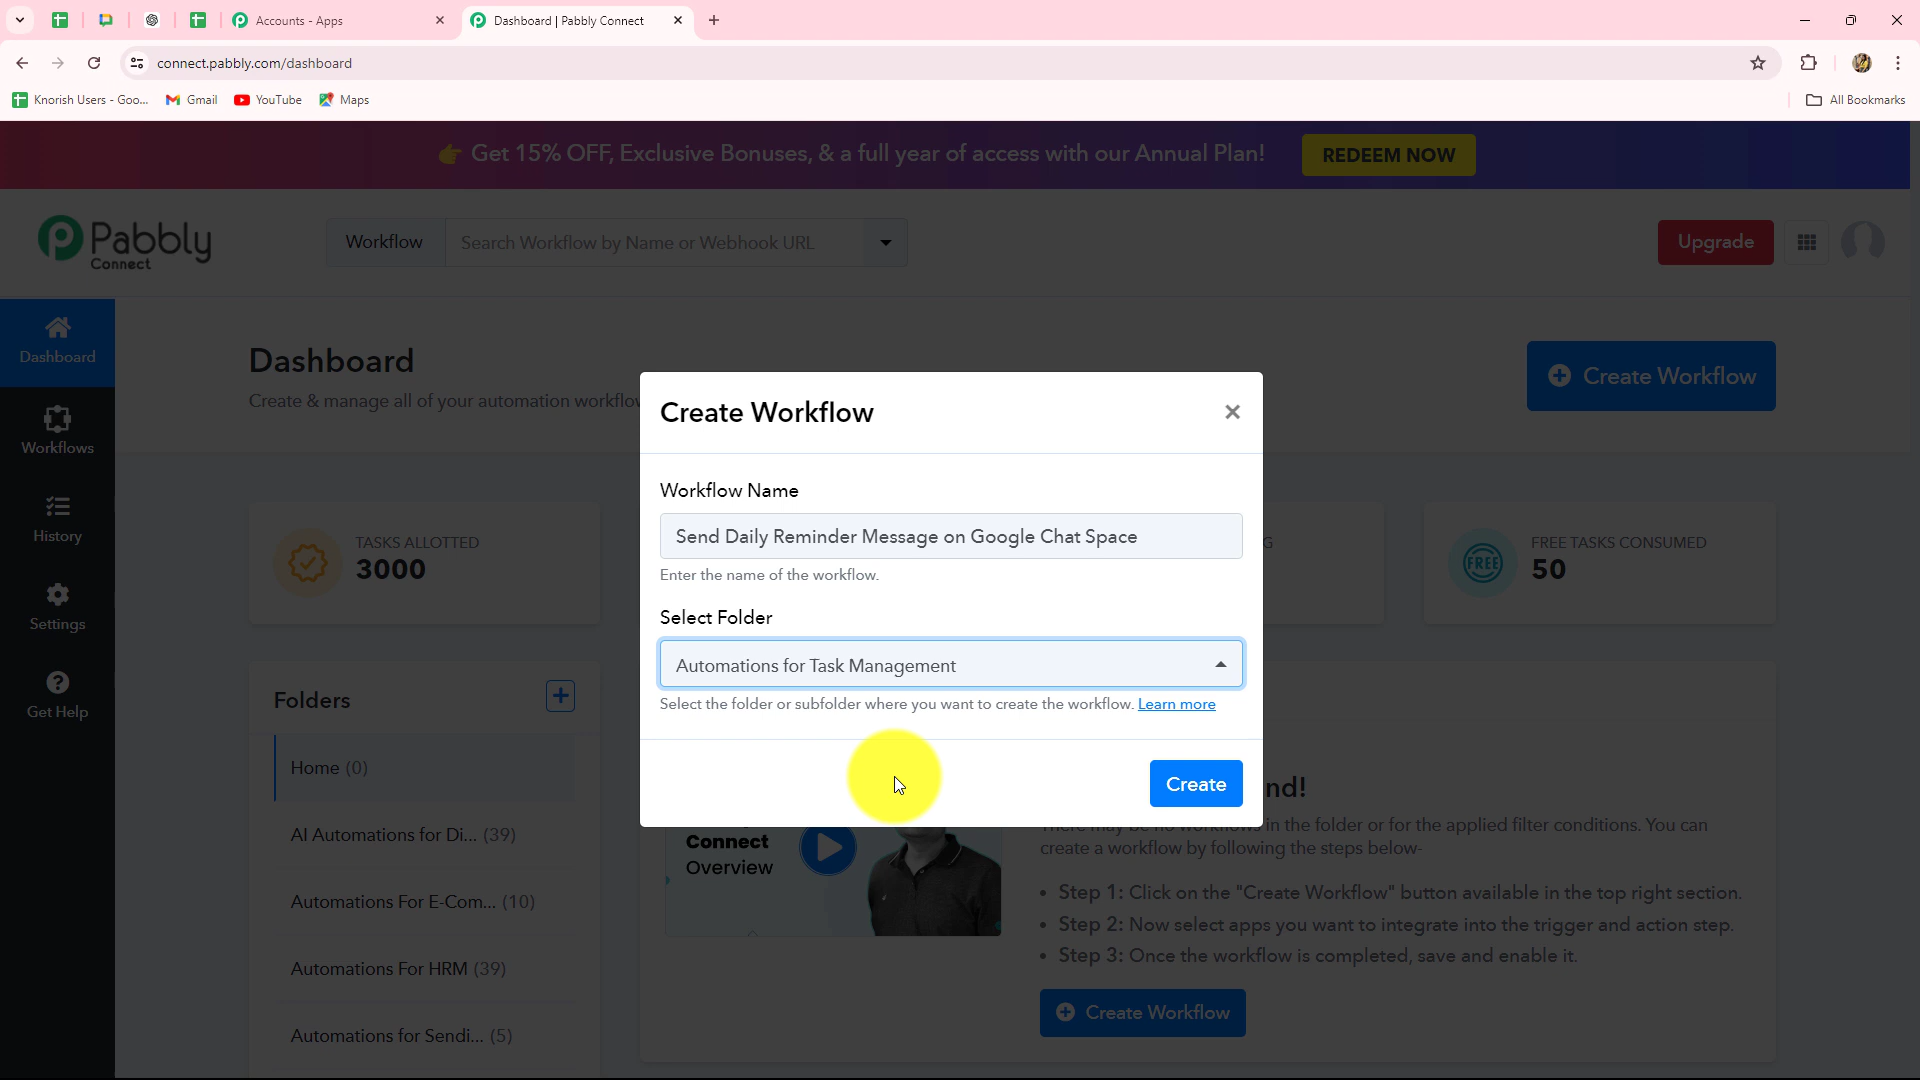 Accounts - Apps
Dashboard | Pabbly Connect
connect.pabbly.com/dashboard
Knorish Users - Goo...
Gmail
YouTube
Maps
All Bookmarks
👉 Get 15% OFF, Exclusive Bonuses, & a full year of access with our Annual Plan!
REDEEM NOW
Pabbly
Connect
Workflow
Search Workflow by Name or Webhook URL
Upgrade
Dashboard
Workflows
History
Settings
Get Help
Dashboard
Create & manage all of your automation
Create Workflow
TASKS ALLOTTED
3000
FREE TASKS CONSUMED
FREE
50
Create Workflow
Workflow Name
Send Daily Reminder Message on Google Chat Space
Enter the name of the workflow.
Select Folder
Automations for Task Management
Select the folder or subfolder where you want to create the workflow. Learn more
Create
Folders
Home (0)
AI Automations for Di... (39)
Automations For E-Com... (10)
Automations For HRM (39)
Automations for Sendi... (5)
Connect
Overview
nd!
There may be no workflows in the folder or for the applied filter conditions. You can
create a workflow by following the steps below-
• Step 1: Click on the "Create Workflow" button available in the top right section.
• Step 2: Now select apps you want to integrate into the trigger and action step.
• Step 3: Once the workflow is completed, save and enable it.
Create Workflow